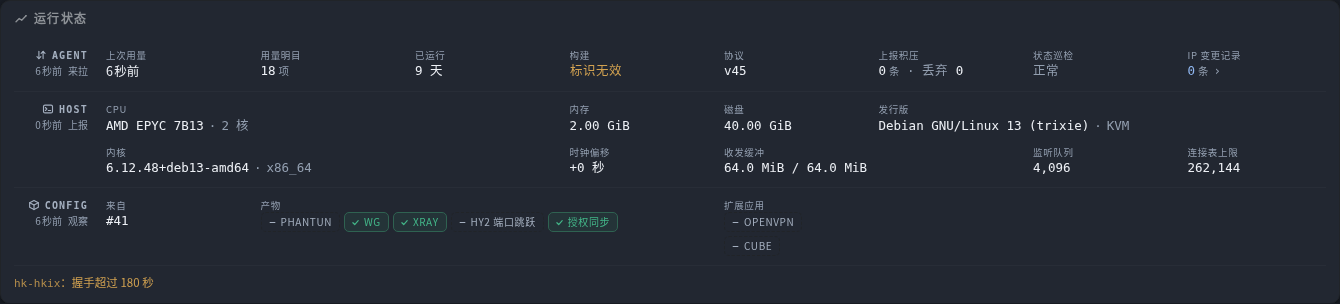 运行状态
AGENT 上次用量 用量明目 已运行 构建 协议 上报积压 状态巡检 IP 变更记录
6秒前 来拉 6秒前 18 项 9 天 标识无效 v45 0 条 · 丢弃 0 正常 0 条 ›
HOST CPU 内存 磁盘 发行版
0秒前 上报 AMD EPYC 7B13 · 2 核 2.00 GiB 40.00 GiB Debian GNU/Linux 13 (trixie) · KVM
内核 时钟偏移 收发缓冲 监听队列 连接表上限
6.12.48+deb13-amd64 · x86_64 +0 秒 64.0 MiB / 64.0 MiB 4,096 262,144
CONFIG 来自 产物 扩展应用
6秒前 观察 #41 – PHANTUN ✓ WG ✓ XRAY – HY2 端口跳跃 ✓ 授权同步 – OPENVPN
– CUBE
hk-hkix: 握手超过 180 秒